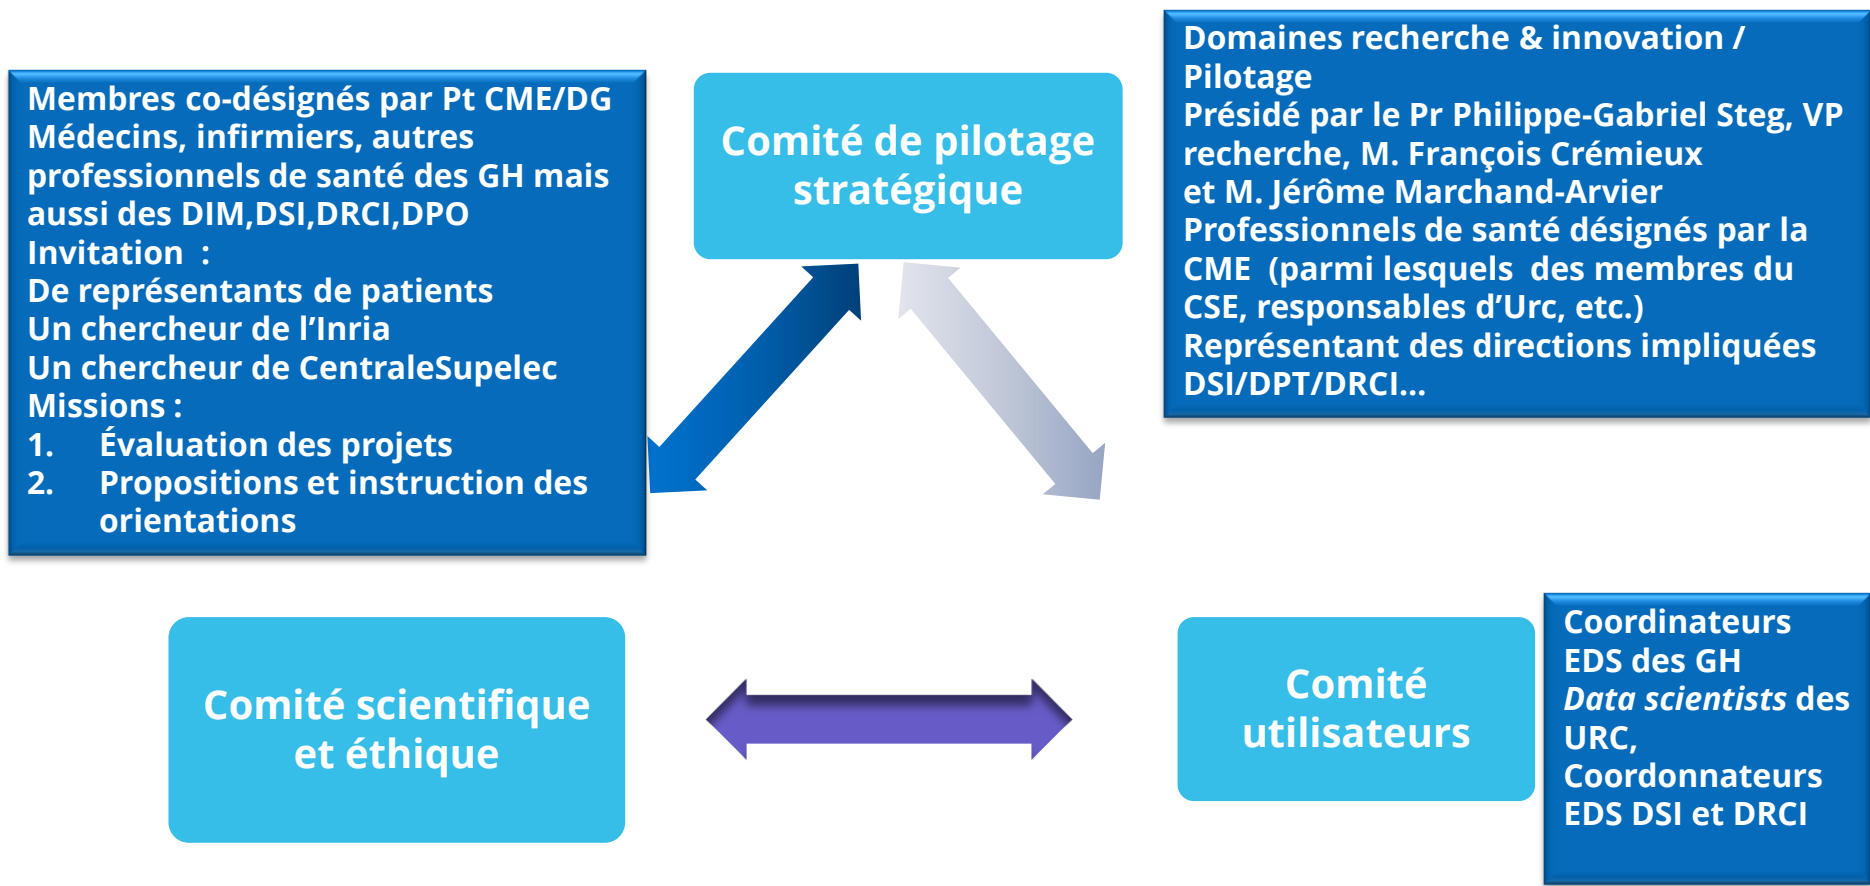 Membres co-désignés par Pt CME/DG
Médecins, infirmiers, autres
professionnels de santé des GH mais
aussi des DIM,DSI,DRCI,DPO
Invitation  :
De représentants de patients
Un chercheur de l’Inria
Un chercheur de CentraleSupelec
Missions :
1. Évaluation des projets
2. Propositions et instruction des
orientations
Comité de pilotage
stratégique
Domaines recherche & innovation /
Pilotage
Présidé par le Pr Philippe-Gabriel Steg, VP
recherche, M. François Crémieux
et M. Jérôme Marchand-Arvier
Professionnels de santé désignés par la
CME  (parmi lesquels  des membres du
CSE, responsables d’Urc, etc.)
Représentant des directions impliquées
DSI/DPT/DRCI...
Comité scientifique
et éthique
Comité
utilisateurs
Coordinateurs
EDS des GH
Data scientists des
URC,
Coordonnateurs
EDS DSI et DRCI